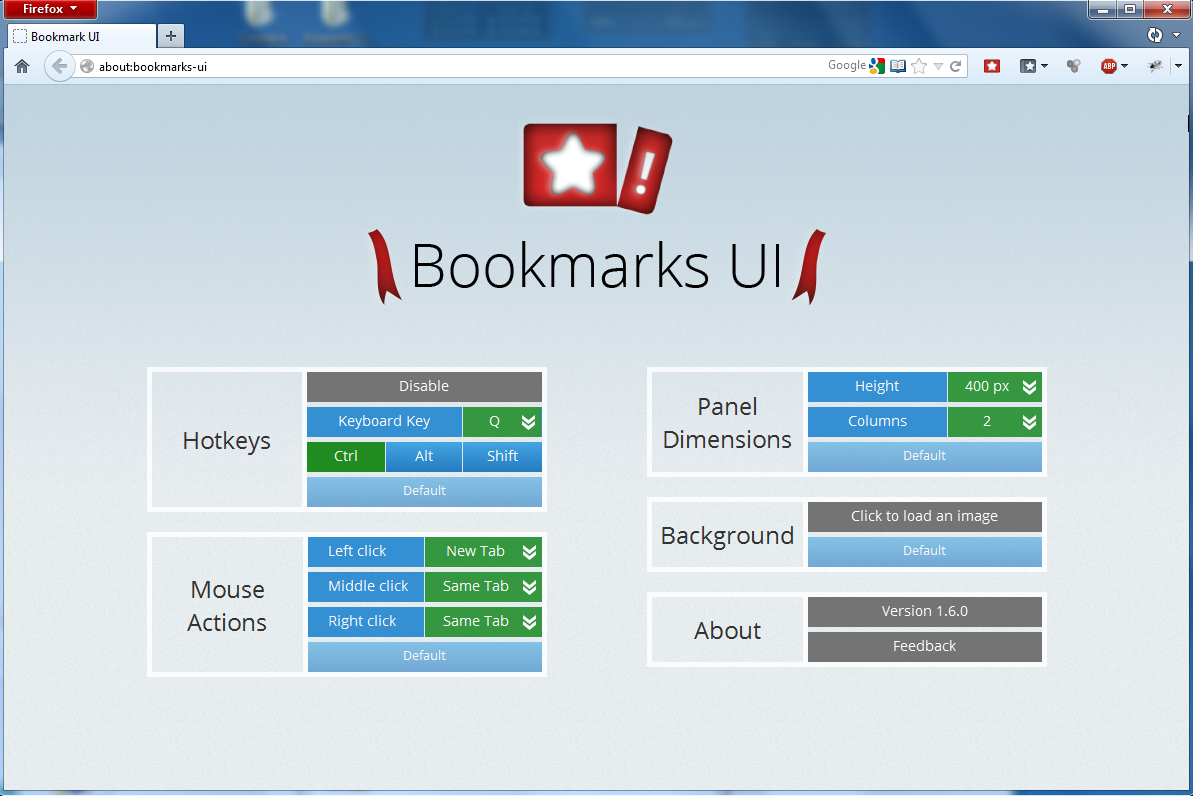 Firefox
Bookmark UI
about:bookmarks-ui
Google
ABP
Bookmarks UI
Hotkeys
Disable
Keyboard Key
Q
Ctrl
Alt
Shift
Default
Mouse
Actions
Left click
New Tab
Middle click
Same Tab
Right click
Same Tab
Default
Panel
Dimensions
Height
400 px
Columns
2
Default
Background
Click to load an image
Default
About
Version 1.6.0
Feedback